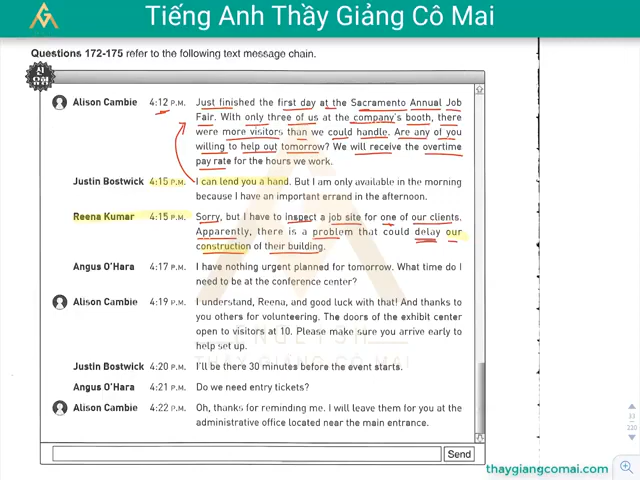 Tiếng Anh Thầy Giảng Cô Mai
Questions 172-175 refer to the following text message chain.
Alison Cambie 4:12 P.M. Just finished the first day at the Sacramento Annual Job
Fair. With only three of us at the company's booth, there
were more visitors than we could handle. Are any of you
willing to help out tomorrow? We will receive the overtime
pay rate for the hours we work.
Justin Bostwick 4:15 P.M. I can lend you a hand. But I am only available in the morning
because I have an important errand in the afternoon.
Reena Kumar 4:15 P.M. Sorry, but I have to inspect a job site for one of our clients.
Apparently, there is a problem that could delay our
construction of their building.
Angus O'Hara 4:17 P.M. I have nothing urgent planned for tomorrow. What time do I
need to be at the conference center?
Alison Cambie 4:19 P.M. I understand, Reena, and good luck with that! And thanks to
you others for volunteering. The doors of the exhibit center
open to visitors at 10. Please make sure you arrive early to
help set up.
Justin Bostwick 4:20 P.M. I'll be there 30 minutes before the event starts.
Angus O'Hara 4:21 P.M. Do we need entry tickets?
Alison Cambie 4:22 P.M. Oh, thanks for reminding me. I will leave them for you at the
administrative office located near the main entrance.
Send
33
220
ENGLISH
THẦY GIẢNG CÔ MAI
thaygiangcomai.com